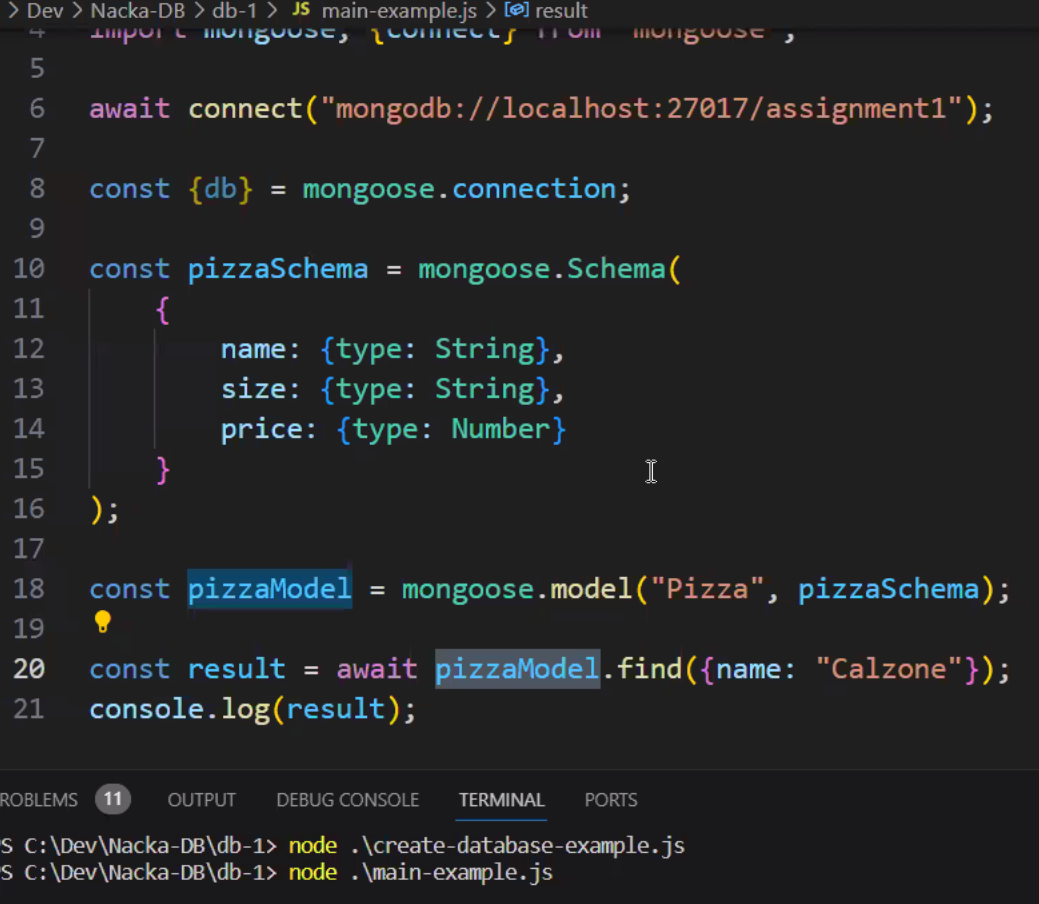 > Dev > Nacka-DB > db-1 > JS main-example.js > result
4 import mongoose, {connect} from "mongoose";
5
6 await connect("mongodb://localhost:27017/assignment1");
7
8 const {db} = mongoose.connection;
9
10 const pizzaSchema = mongoose.Schema(
11 {
12 name: {type: String},
13 size: {type: String},
14 price: {type: Number}
15 }
16 );
17
18 const pizzaModel = mongoose.model("Pizza", pizzaSchema);
19
20 const result = await pizzaModel.find({name: "Calzone"});
21 console.log(result);
ROBLEMS 11 OUTPUT DEBUG CONSOLE TERMINAL PORTS
PS C:\Dev\Nacka-DB\db-1> node .\create-database-example.js
PS C:\Dev\Nacka-DB\db-1> node .\main-example.js